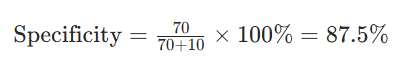 Specificity = 70/70+10 × 100% = 87.5%